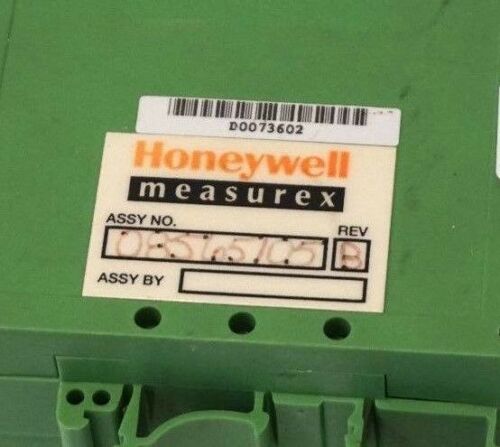 D0073602
Honeywell
measurex
ASSY NO.
REV
08565105
B
ASSY BY